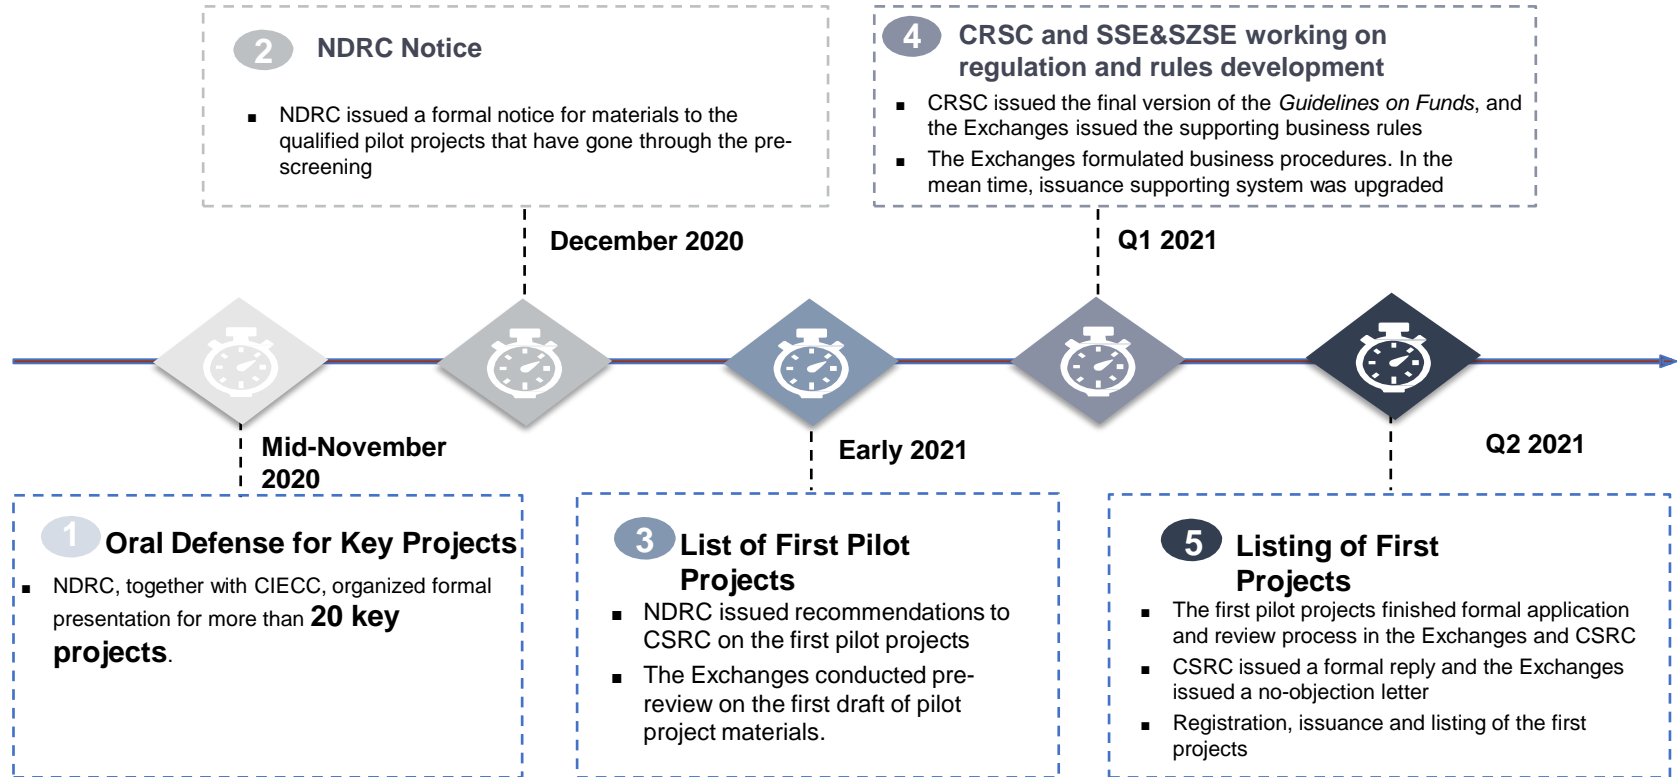 2
NDRC Notice
■ NDRC issued a formal notice for materials to the
qualified pilot projects that have gone through the pre-
screening
4
CRSC and SSE&SZSE working on
regulation and rules development
■ CRSC issued the final version of the Guidelines on Funds, and
the Exchanges issued the supporting business rules
■ The Exchanges formulated business procedures. In the
mean time, issuance supporting system was upgraded
December 2020
Q1 2021
Mid-November
2020
Early 2021
Q2 2021
1
Oral Defense for Key Projects
■ NDRC, together with CIECC, organized formal
presentation for more than 20 key
projects.
3
List of First Pilot
Projects
■ NDRC issued recommendations to
CSRC on the first pilot projects
■ The Exchanges conducted pre-
review on the first draft of pilot
project materials.
5
Listing of First
Projects
■ The first pilot projects finished formal application
and review process in the Exchanges and CSRC
■ CSRC issued a formal reply and the Exchanges
issued a no-objection letter
■ Registration, issuance and listing of the first
projects